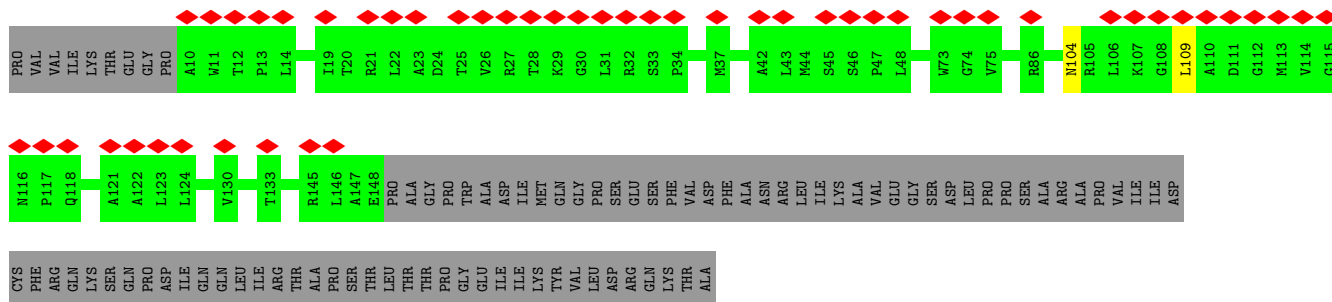 PRO VAL VAL ILE LYS THR GLU GLY PRO A10 W11 T12 P13 L14 I19 T20 R21 L22 A23 D24 T25 V26 R27 T28 K29 G30 L31 R32 S33 P34 M37 A42 L43 M44 S45 S46 P47 L48 W73 G74 V75 R86 N104 R105 L106 K107 G108 L109 A110 D111 G112 M113 V114 G115
N116 P117 Q118 A121 A122 L123 L124 V130 T133 R145 L146 A147 E148 PRO ALA GLY PRO TRP ALA ASP ILE MET GLN GLY PRO SER GLU SER PHE VAL ASP PHE ALA ASN ARG LEU ILE LYS ALA VAL GLU GLY SER ASP LEU PRO PRO SER ALA ARG ALA PRO VAL ILE ILE ASP
CYS PHE ARG GLN LYS SER GLN PRO ASP ILE GLN GLN LEU ILE ARG THR ALA PRO SER THR LEU THR THR PRO GLY GLU ILE ILE LYS TYR VAL LEU ASP ARG GLN LYS THR ALA